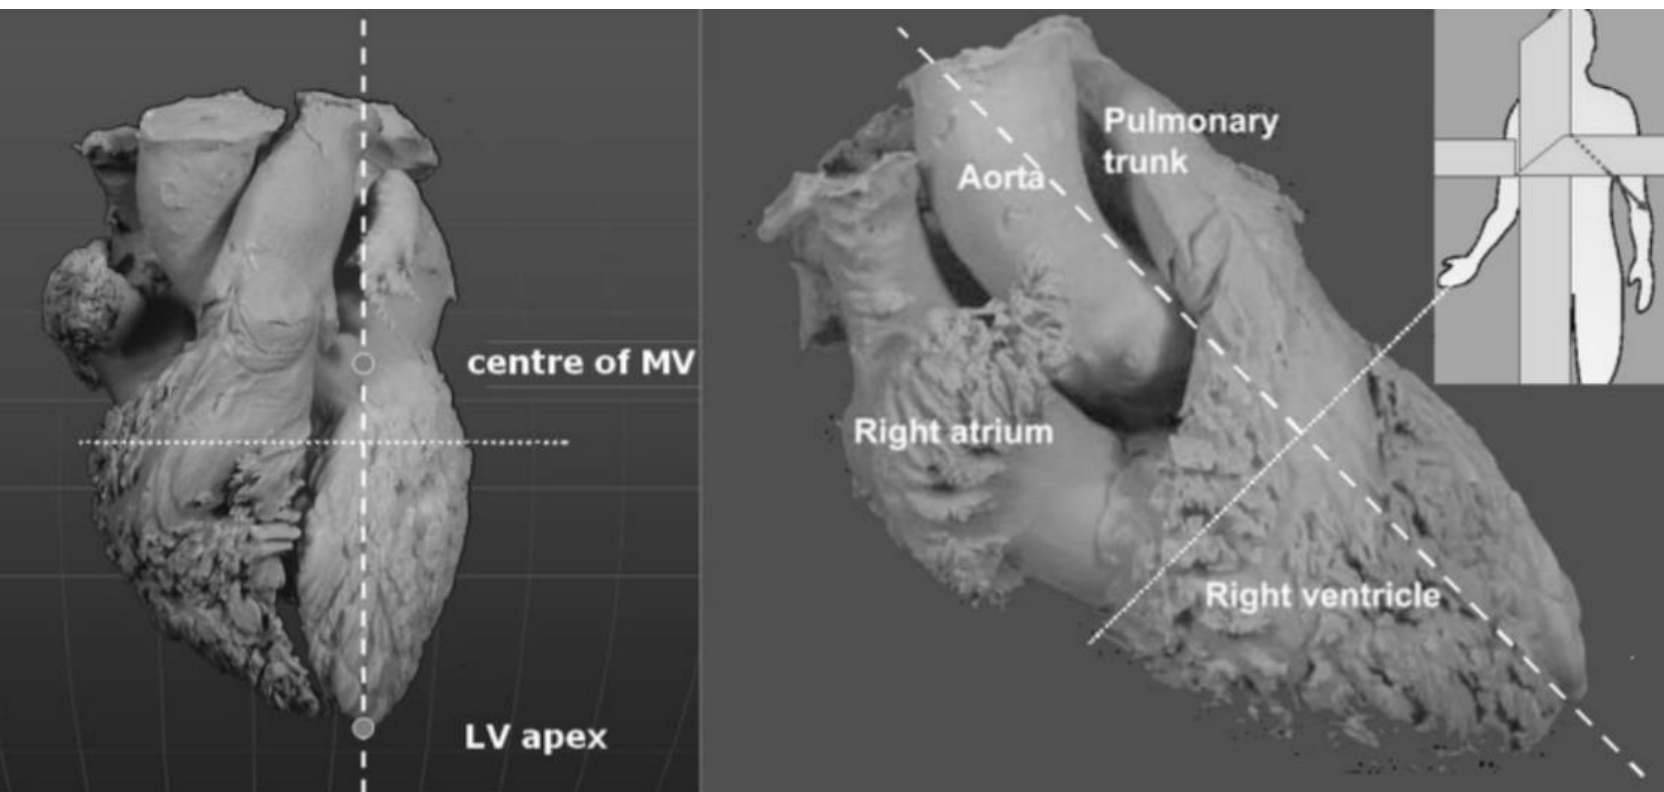 centre of MV
LV apex
Pulmonary
trunk
Aorta
Right atrium
Right ventricle